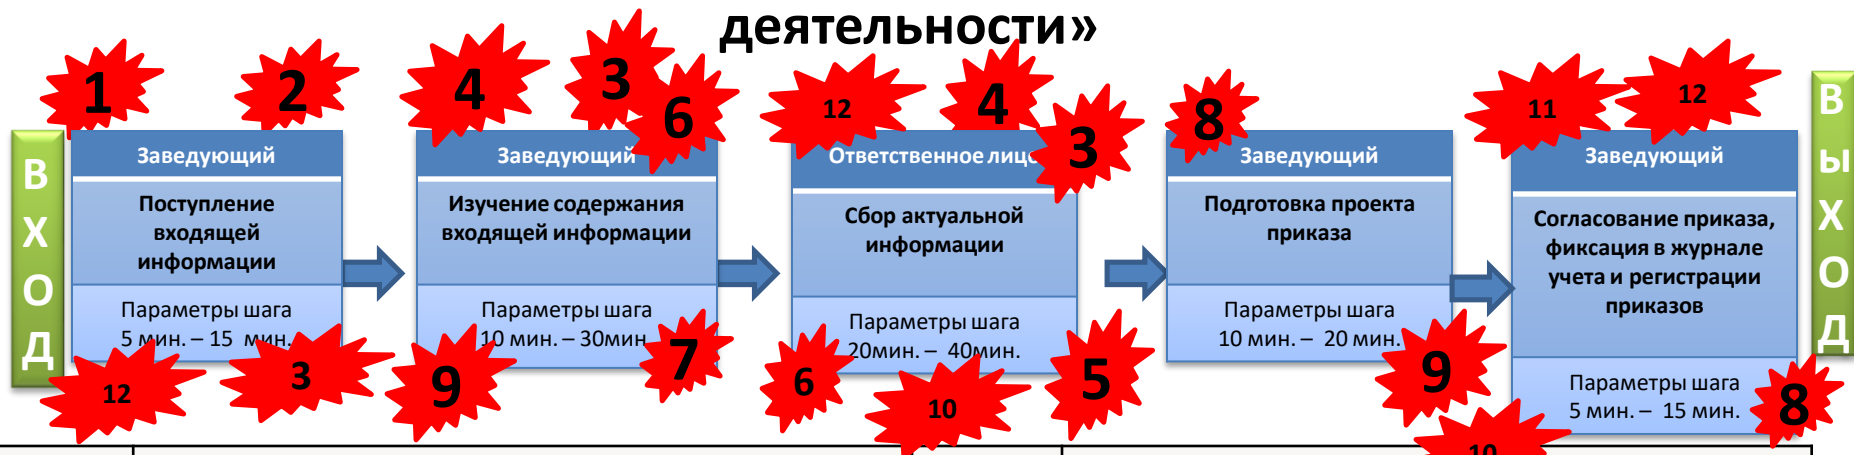 деятельности»
1
2
4
3
6
12
4
3
8
11
12
ВХОД
Заведующий
Поступление
входящей
информации
Параметры шага
5 мин. – 15 мин.
12
3
Заведующий
Изучение содержания
входящей информации
Параметры шага
10 мин. – 30мин
9
7
Ответственное лицо
Сбор актуальной
информации
Параметры шага
20мин. – 40мин.
6
10
5
Заведующий
Подготовка проекта
приказа
Параметры шага
10 мин. – 20 мин.
9
Заведующий
Согласование приказа,
фиксация в журнале
учета и регистрации
приказов
Параметры шага
5 мин. – 15 мин.
8
10
ВыХОД